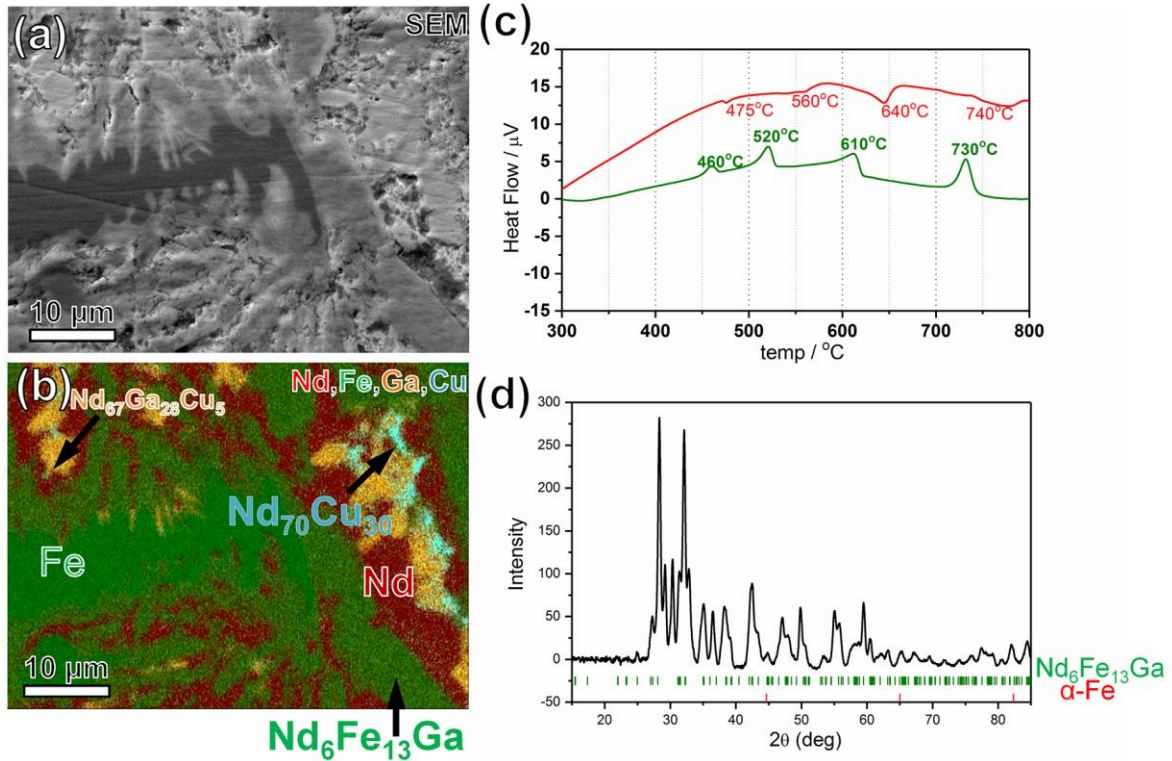 (a)
SEM
10 µm
(b)
Nd,Fe,Ga,Cu
Nd₆₇Ga₂₈Cu₅
Nd₇₀Cu₃₀
Fe
Nd
10 µm
Nd₆Fe₁₃Ga
(c)
20
15
10
5
0
-5
-10
-15
Heat Flow / µV
475°C
560°C
640°C
740°C
460°C
520°C
610°C
730°C
300
400
500
600
700
800
temp / °C
(d)
300
250
200
150
100
50
0
-50
Intensity
Nd₆Fe₁₃Ga
α-Fe
20
30
40
50
60
70
80
2θ (deg)